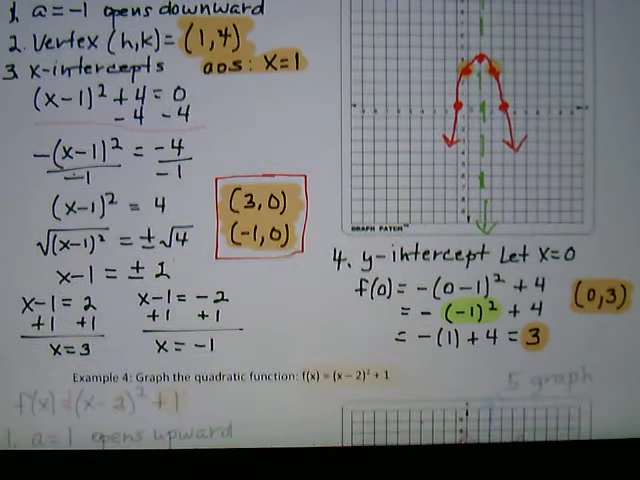 1. a = -1 opens downward
2. Vertex (h,k) = (1,4)
3. x-intercepts aos: x=1
(x-1)² + 4 = 0
-4 -4
-(x-1)² = -4
-1 -1
(x-1)² = 4
√(x-1)² = ±√4
x-1 = ± 2
x-1 = 2 x-1 = -2
+1 +1 +1 +1
x = 3 x = -1
(3,0)
(-1,0)
GRAPH PATCH™
4. y-intercept Let x=0
f(0) = -(0-1)² + 4
= -(-1)² + 4
= -(1) + 4 = 3
(0,3)
Example 4: Graph the quadratic function: f(x) = (x − 2)² + 1
5 graph
f(x) = (x-2)² + 1
1. a = 1 opens upward